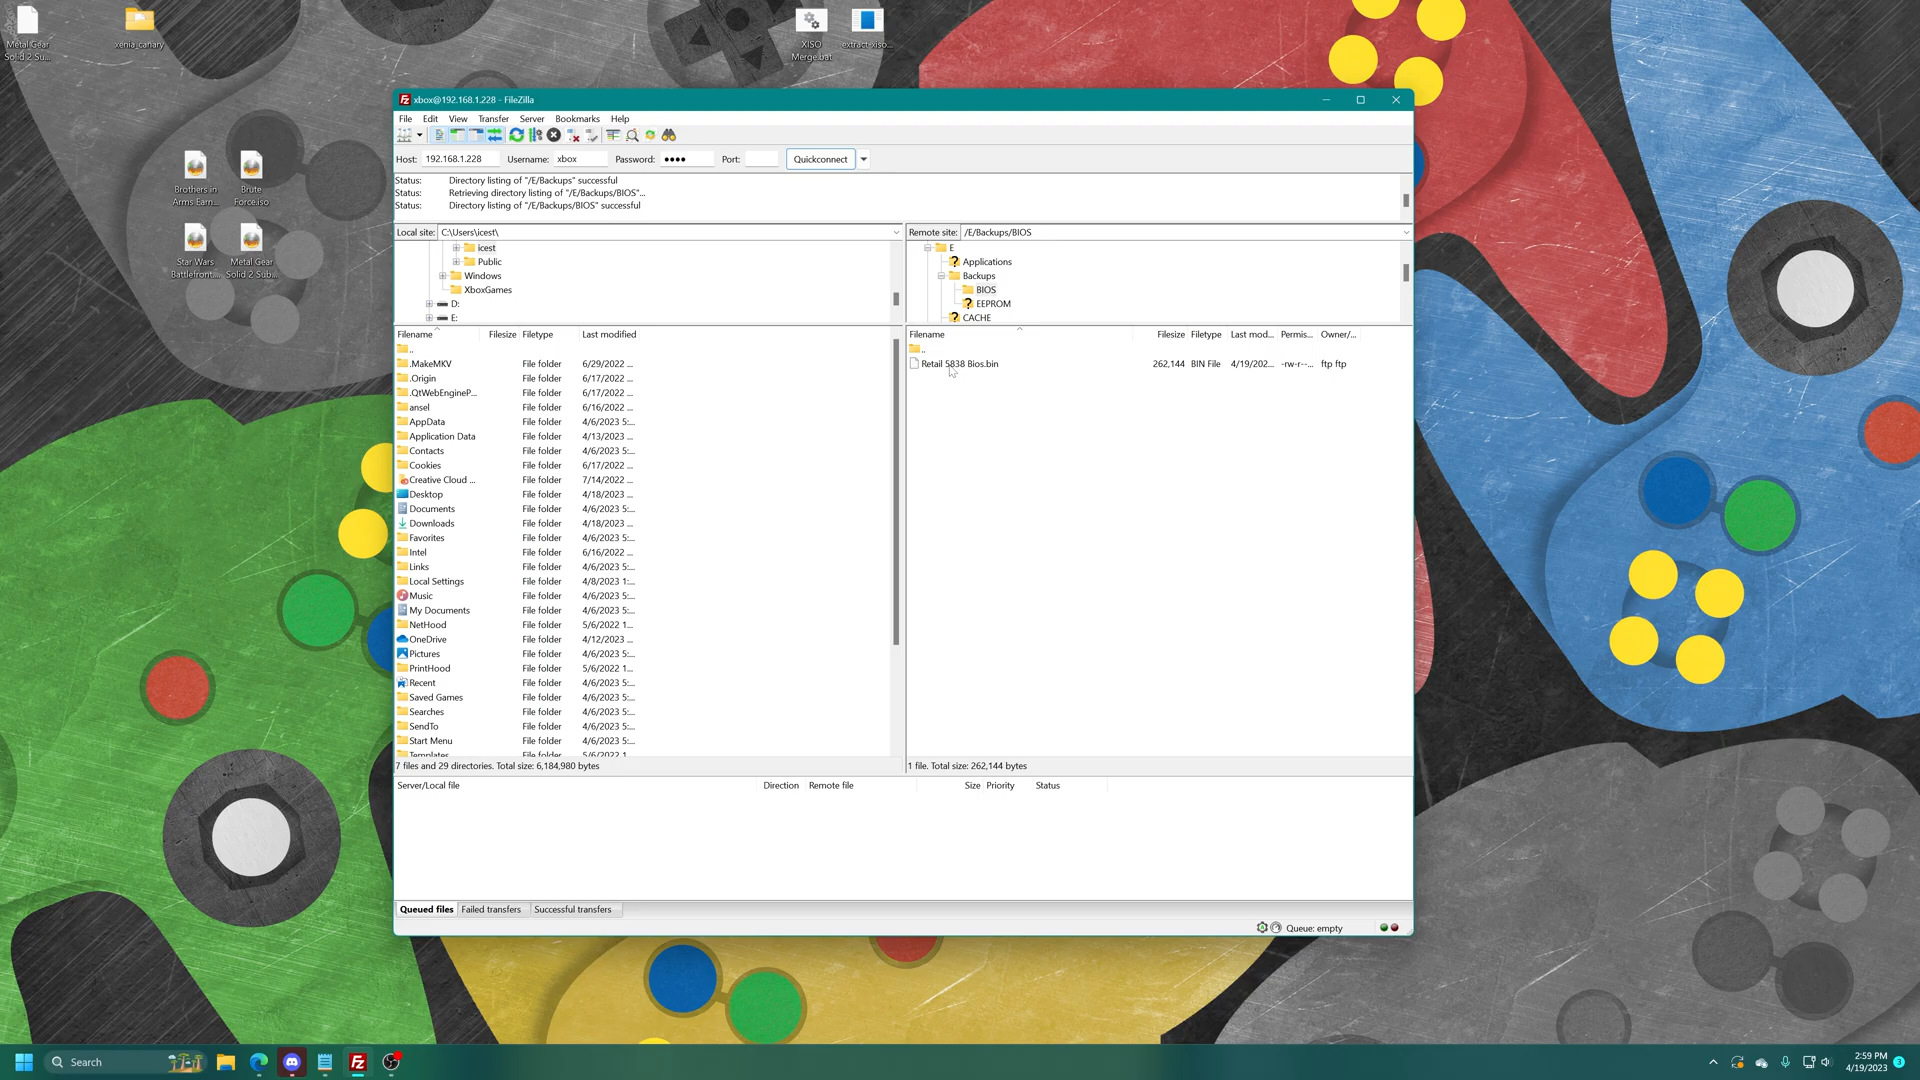 Metal Gear
Solid 2 Su...
xenia_canary
XISO
Merge.bat
extract-xiso...
Brothers in
Arms Earn...
Brute
Force.iso
Star Wars
Battlefront...
Metal Gear
Solid 2 Sub...
xbox@192.168.1.228 - FileZilla
File Edit View Transfer Server Bookmarks Help
Host: 192.168.1.228 Username: xbox Password: ●●●● Port: Quickconnect
Status: Directory listing of "/E/Backups" successful
Status: Retrieving directory listing of "/E/Backups/BIOS"...
Status: Directory listing of "/E/Backups/BIOS" successful
Local site: C:\Users\icest\
icest
Public
Windows
XboxGames
D:
E:
Remote site: /E/Backups/BIOS
E
Applications
Backups
BIOS
EEPROM
CACHE
Filename Filesize Filetype Last modified
..
.MakeMKV File folder 6/29/2022 ...
.Origin File folder 6/17/2022 ...
.QtWebEngineP... File folder 6/17/2022 ...
ansel File folder 6/16/2022 ...
AppData File folder 4/6/2023 5:...
Application Data File folder 4/13/2023 ...
Contacts File folder 4/6/2023 5:...
Cookies File folder 6/17/2022 ...
Creative Cloud ... File folder 7/14/2022 ...
Desktop File folder 4/18/2023 ...
Documents File folder 4/6/2023 5:...
Downloads File folder 4/18/2023 ...
Favorites File folder 4/6/2023 5:...
Intel File folder 6/16/2022 ...
Links File folder 4/6/2023 5:...
Local Settings File folder 4/8/2023 1:...
Music File folder 4/6/2023 5:...
My Documents File folder 4/6/2023 5:...
NetHood File folder 5/6/2022 1...
OneDrive File folder 4/12/2023 ...
Pictures File folder 4/6/2023 5:...
PrintHood File folder 5/6/2022 1...
Recent File folder 4/6/2023 5:...
Saved Games File folder 4/6/2023 5:...
Searches File folder 4/6/2023 5:...
SendTo File folder 4/6/2023 5:...
Start Menu File folder 4/6/2023 5:...
Templates File folder 5/6/2022 1...
7 files and 29 directories. Total size: 6,184,980 bytes
Filename Filesize Filetype Last mod... Permis... Owner/...
..
Retail 5838 Bios.bin 262,144 BIN File 4/19/202... -rw-r--... ftp ftp
1 file. Total size: 262,144 bytes
Server/Local file Direction Remote file Size Priority Status
Queued files Failed transfers Successful transfers
Queue: empty
Search
2:59 PM
4/19/2023
3